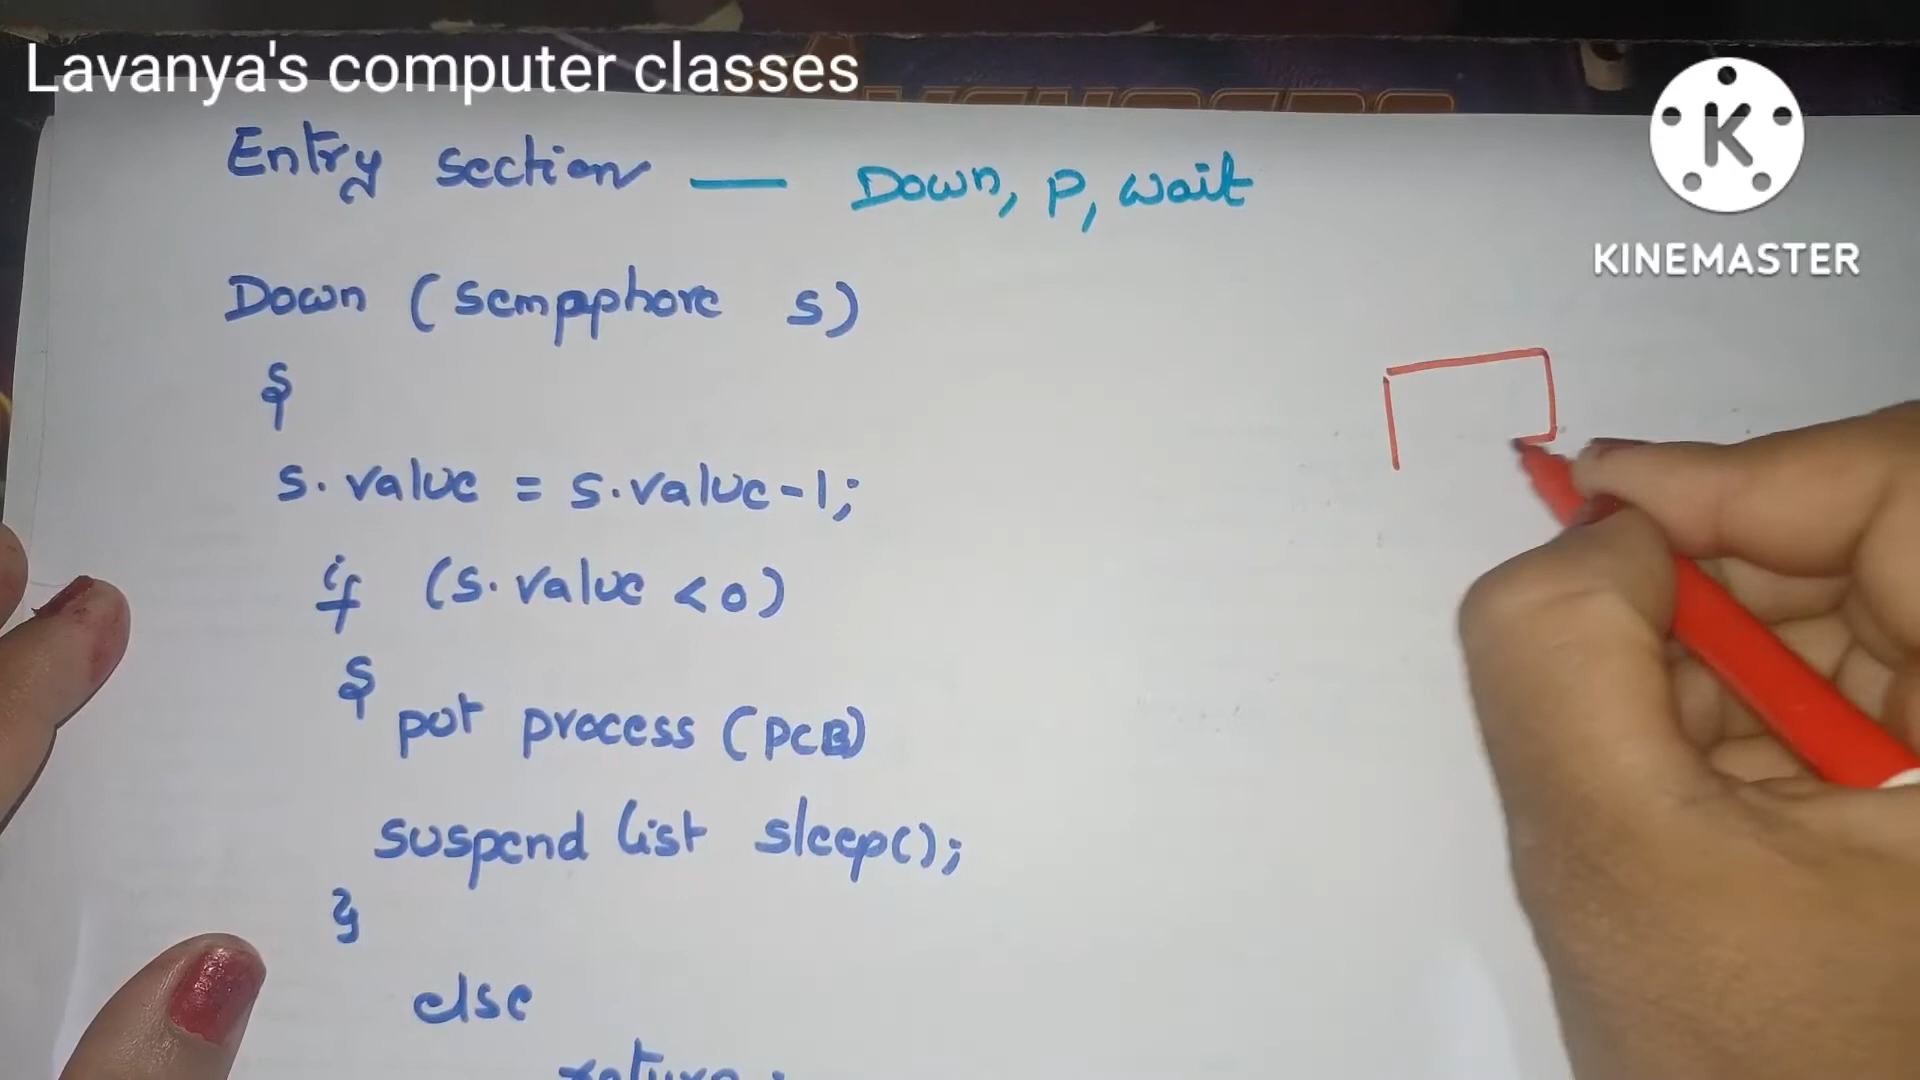 Lavanya's computer classes
Entry section — Down, P, wait
KINEMASTER
Down (semaphore s)
{
s.value = s.value-1;
if (s.value <0)
{
put process (PCB)
suspend list sleep();
}
else
return;